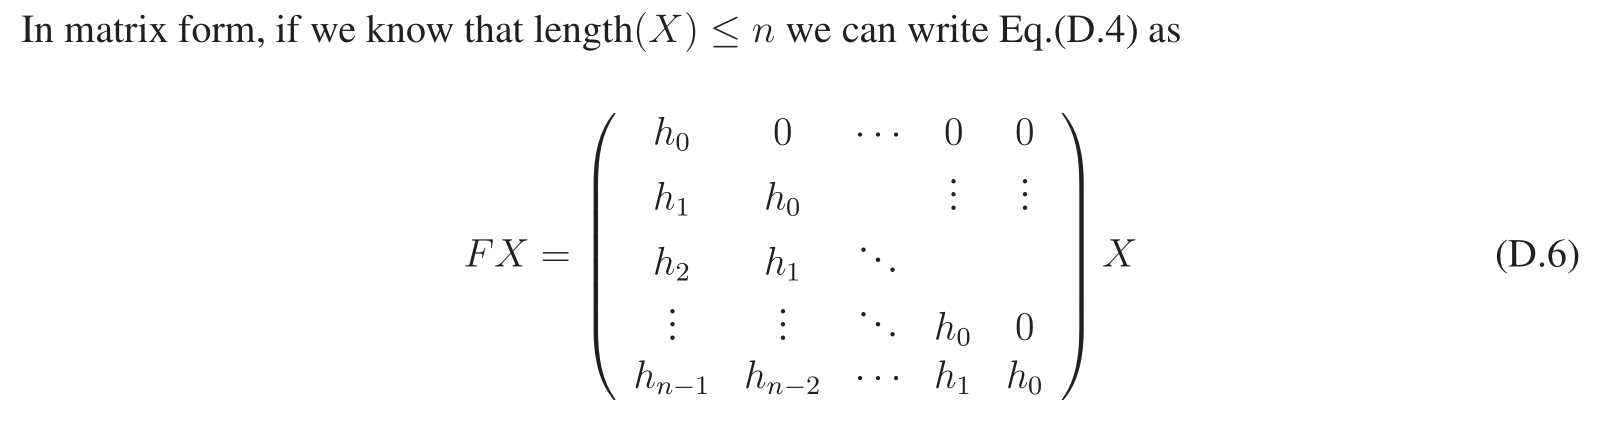 In matrix form, if we know that length(X) ≤ n we can write Eq.(D.4) as
h₀ 0 ⋯ 0 0
h₁ h₀ ⋮ ⋮
FX = ( h₂ h₁ ⋱ ) X (D.6)
⋮ ⋮ ⋱ h₀ 0
hₙ₋₁ hₙ₋₂ ⋯ h₁ h₀